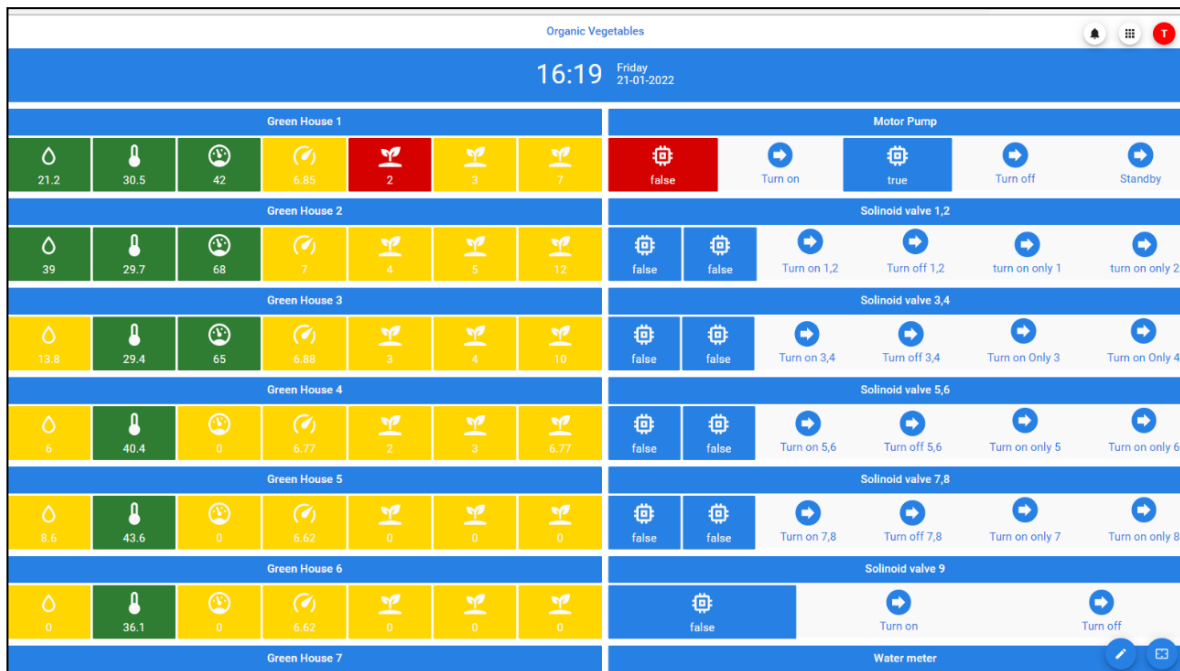 Organic Vegetables
T
16:19 Friday
21-01-2022
Green House 1
21.2 30.5 42 6.85 2 3 7
Motor Pump
false Turn on true Turn off Standby
Green House 2
39 29.7 68 7 4 5 12
Solinoid valve 1,2
false false Turn on 1,2 Turn off 1,2 turn on only 1 turn on only 2
Green House 3
13.8 29.4 65 6.88 3 4 10
Solinoid valve 3,4
false false Turn on 3,4 Turn off 3,4 Turn on Only 3 Turn on Only 4
Green House 4
6 40.4 0 6.77 2 3 6.77
Solinoid valve 5,6
false false Turn on 5,6 Turn off 5,6 Turn on only 5 Turn on only 6
Green House 5
8.6 43.6 0 6.62 0 0 0
Solinoid valve 7,8
false false Turn on 7,8 Turn off 7,8 Turn on only 7 Turn on only 8
Green House 6
0 36.1 0 6.62 0 0 0
Solinoid valve 9
false Turn on Turn off
Green House 7
Water meter